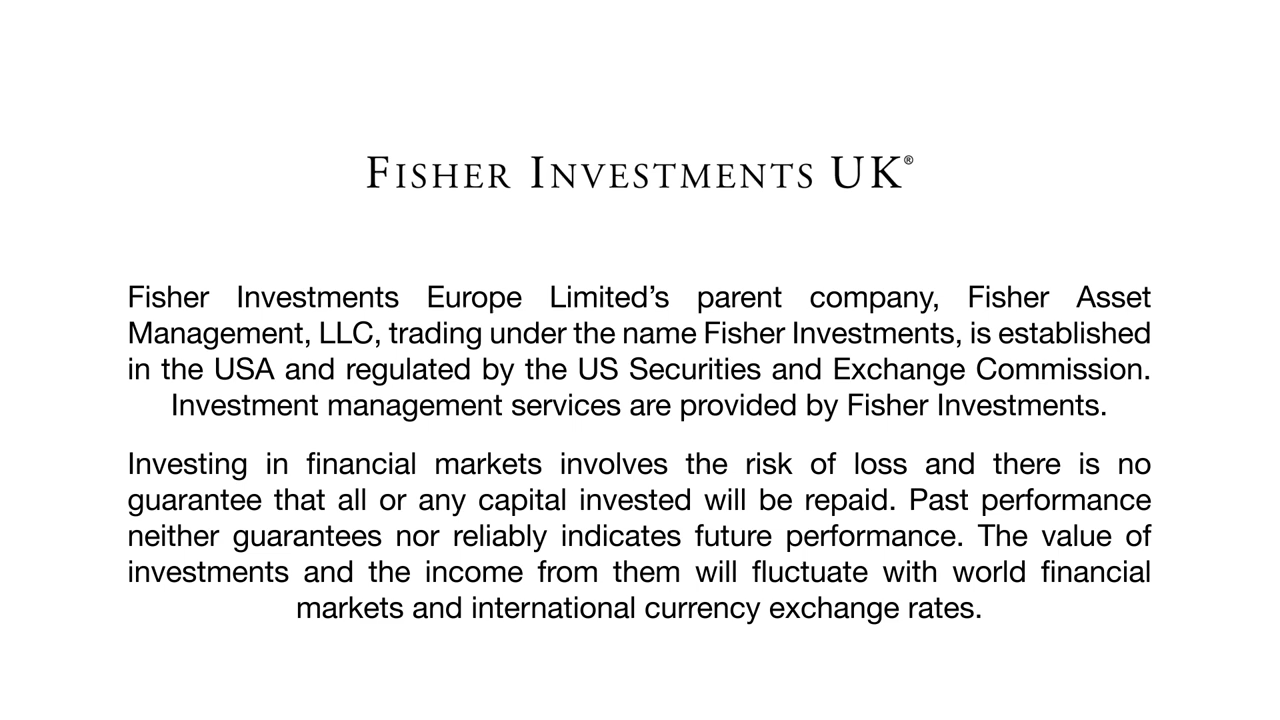 FISHER INVESTMENTS UK®
Fisher Investments Europe Limited’s parent company, Fisher Asset
Management, LLC, trading under the name Fisher Investments, is established
in the USA and regulated by the US Securities and Exchange Commission.
Investment management services are provided by Fisher Investments.
Investing in financial markets involves the risk of loss and there is no
guarantee that all or any capital invested will be repaid. Past performance
neither guarantees nor reliably indicates future performance. The value of
investments and the income from them will fluctuate with world financial
markets and international currency exchange rates.